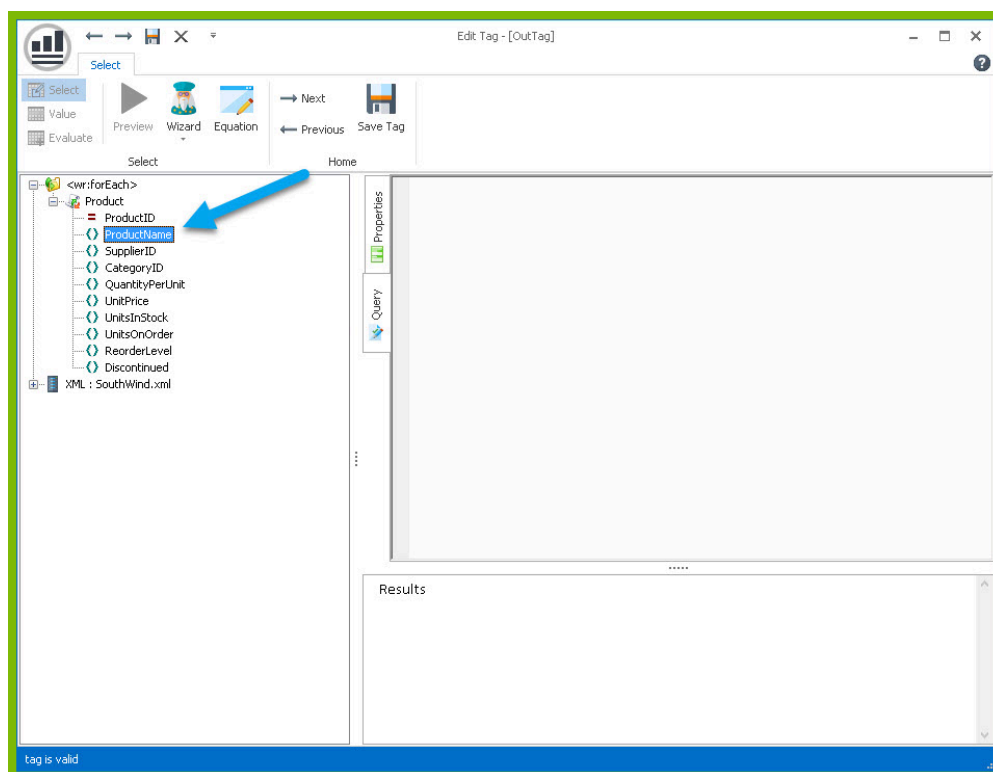 Edit Tag - [OutTag]
Select
Select
Value
Evaluate
Preview
Wizard
Equation
Next
Previous
Save Tag
Select
Home
<wr:forEach>
Product
ProductID
ProductName
SupplierID
CategoryID
QuantityPerUnit
UnitPrice
UnitsInStock
UnitsOnOrder
ReorderLevel
Discontinued
XML : SouthWind.xml
Properties
Query
Results
tag is valid